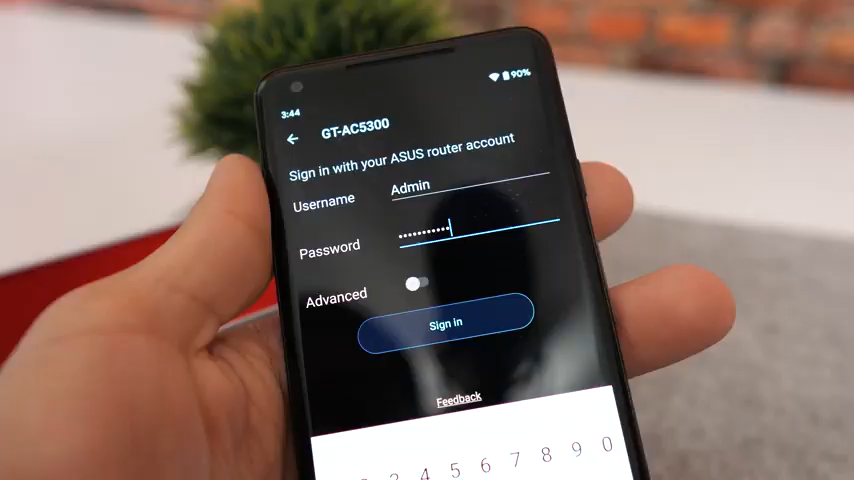 3:44 90%
GT-AC5300
Sign in with your ASUS router account
Username Admin
Password •••••••••••
Advanced
Sign in
Feedback
3 4 5 6 7 8 9 0